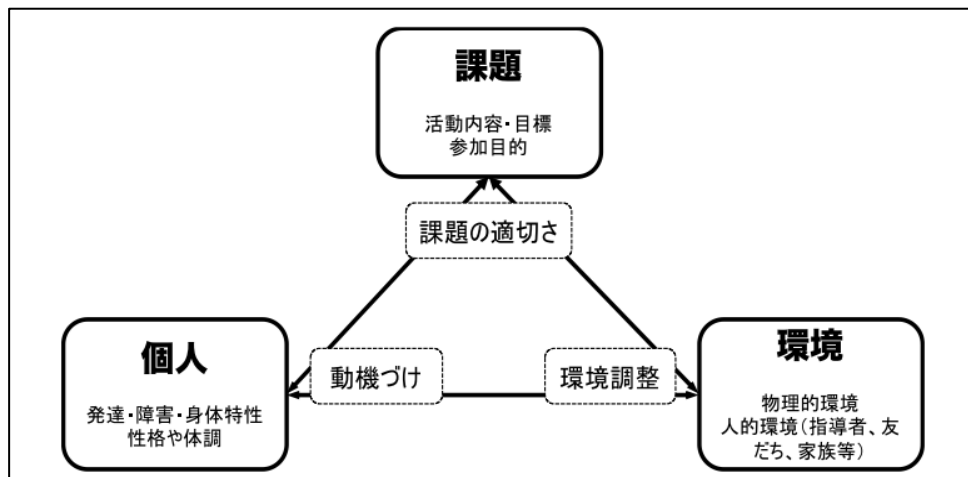 課題
活動内容・目標
参加目的
課題の適切さ
個人
発達・障害・身体特性
性格や体調
動機づけ
環境調整
環境
物理的環境
人的環境（指導者、友
だち、家族等）